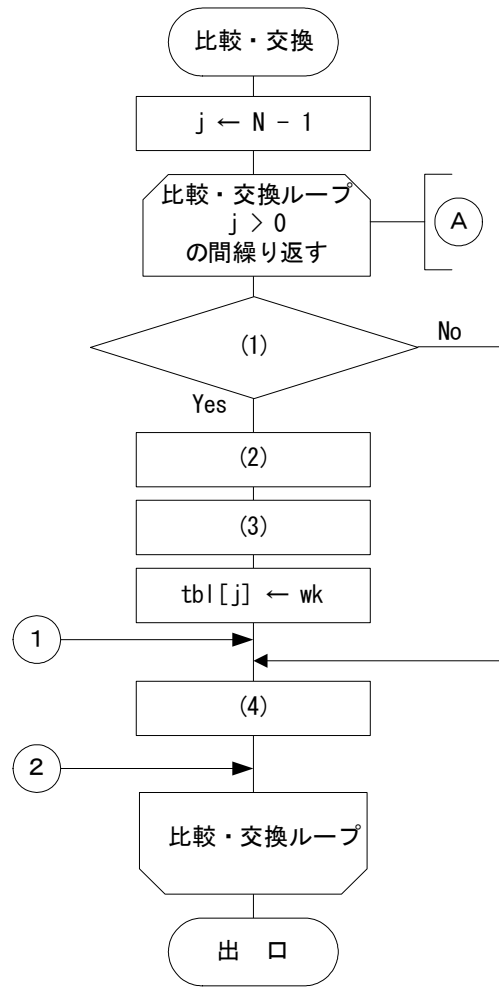 比較・交換
j ← N - 1
比較・交換ループ
j > 0
の間繰り返す
A
(1)
No
Yes
(2)
(3)
tbl[j] ← wk
1
(4)
2
比較・交換ループ
出 口